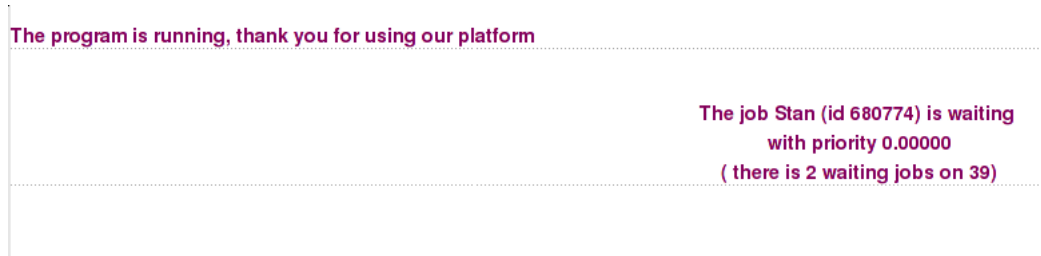 The program is running, thank you for using our platform
The job Stan (id 680774) is waiting
with priority 0.00000
( there is 2 waiting jobs on 39)